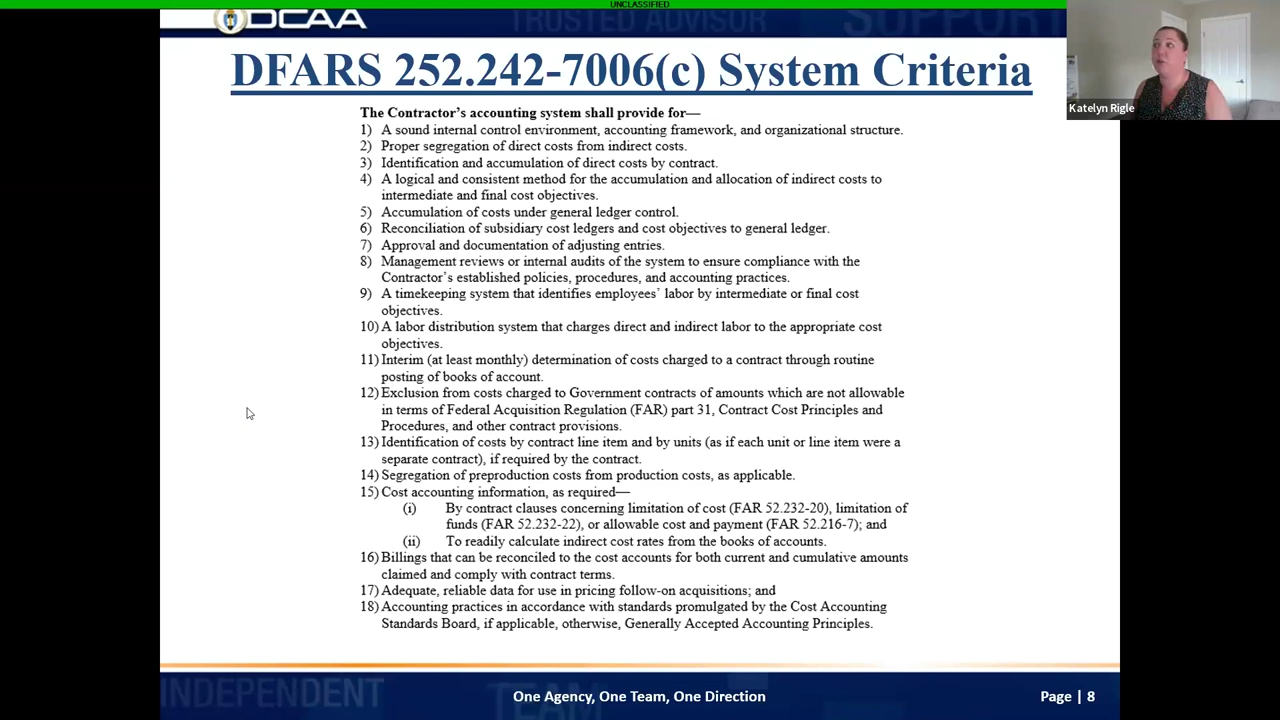 UNCLASSIFIED
DCAA
TRUSTED ADVISOR
SUPPORT
DFARS 252.242-7006(c) System Criteria
Katelyn Rigle
The Contractor's accounting system shall provide for—
1) A sound internal control environment, accounting framework, and organizational structure.
2) Proper segregation of direct costs from indirect costs.
3) Identification and accumulation of direct costs by contract.
4) A logical and consistent method for the accumulation and allocation of indirect costs to
intermediate and final cost objectives.
5) Accumulation of costs under general ledger control.
6) Reconciliation of subsidiary cost ledgers and cost objectives to general ledger.
7) Approval and documentation of adjusting entries.
8) Management reviews or internal audits of the system to ensure compliance with the
Contractor's established policies, procedures, and accounting practices.
9) A timekeeping system that identifies employees' labor by intermediate or final cost
objectives.
10) A labor distribution system that charges direct and indirect labor to the appropriate cost
objectives.
11) Interim (at least monthly) determination of costs charged to a contract through routine
posting of books of account.
12) Exclusion from costs charged to Government contracts of amounts which are not allowable
in terms of Federal Acquisition Regulation (FAR) part 31, Contract Cost Principles and
Procedures, and other contract provisions.
13) Identification of costs by contract line item and by units (as if each unit or line item were a
separate contract), if required by the contract.
14) Segregation of preproduction costs from production costs, as applicable.
15) Cost accounting information, as required—
(i) By contract clauses concerning limitation of cost (FAR 52.232-20), limitation of
funds (FAR 52.232-22), or allowable cost and payment (FAR 52.216-7); and
(ii) To readily calculate indirect cost rates from the books of accounts.
16) Billings that can be reconciled to the cost accounts for both current and cumulative amounts
claimed and comply with contract terms.
17) Adequate, reliable data for use in pricing follow-on acquisitions; and
18) Accounting practices in accordance with standards promulgated by the Cost Accounting
Standards Board, if applicable, otherwise, Generally Accepted Accounting Principles.
INDEPENDENT
TEAM
One Agency, One Team, One Direction
Page | 8